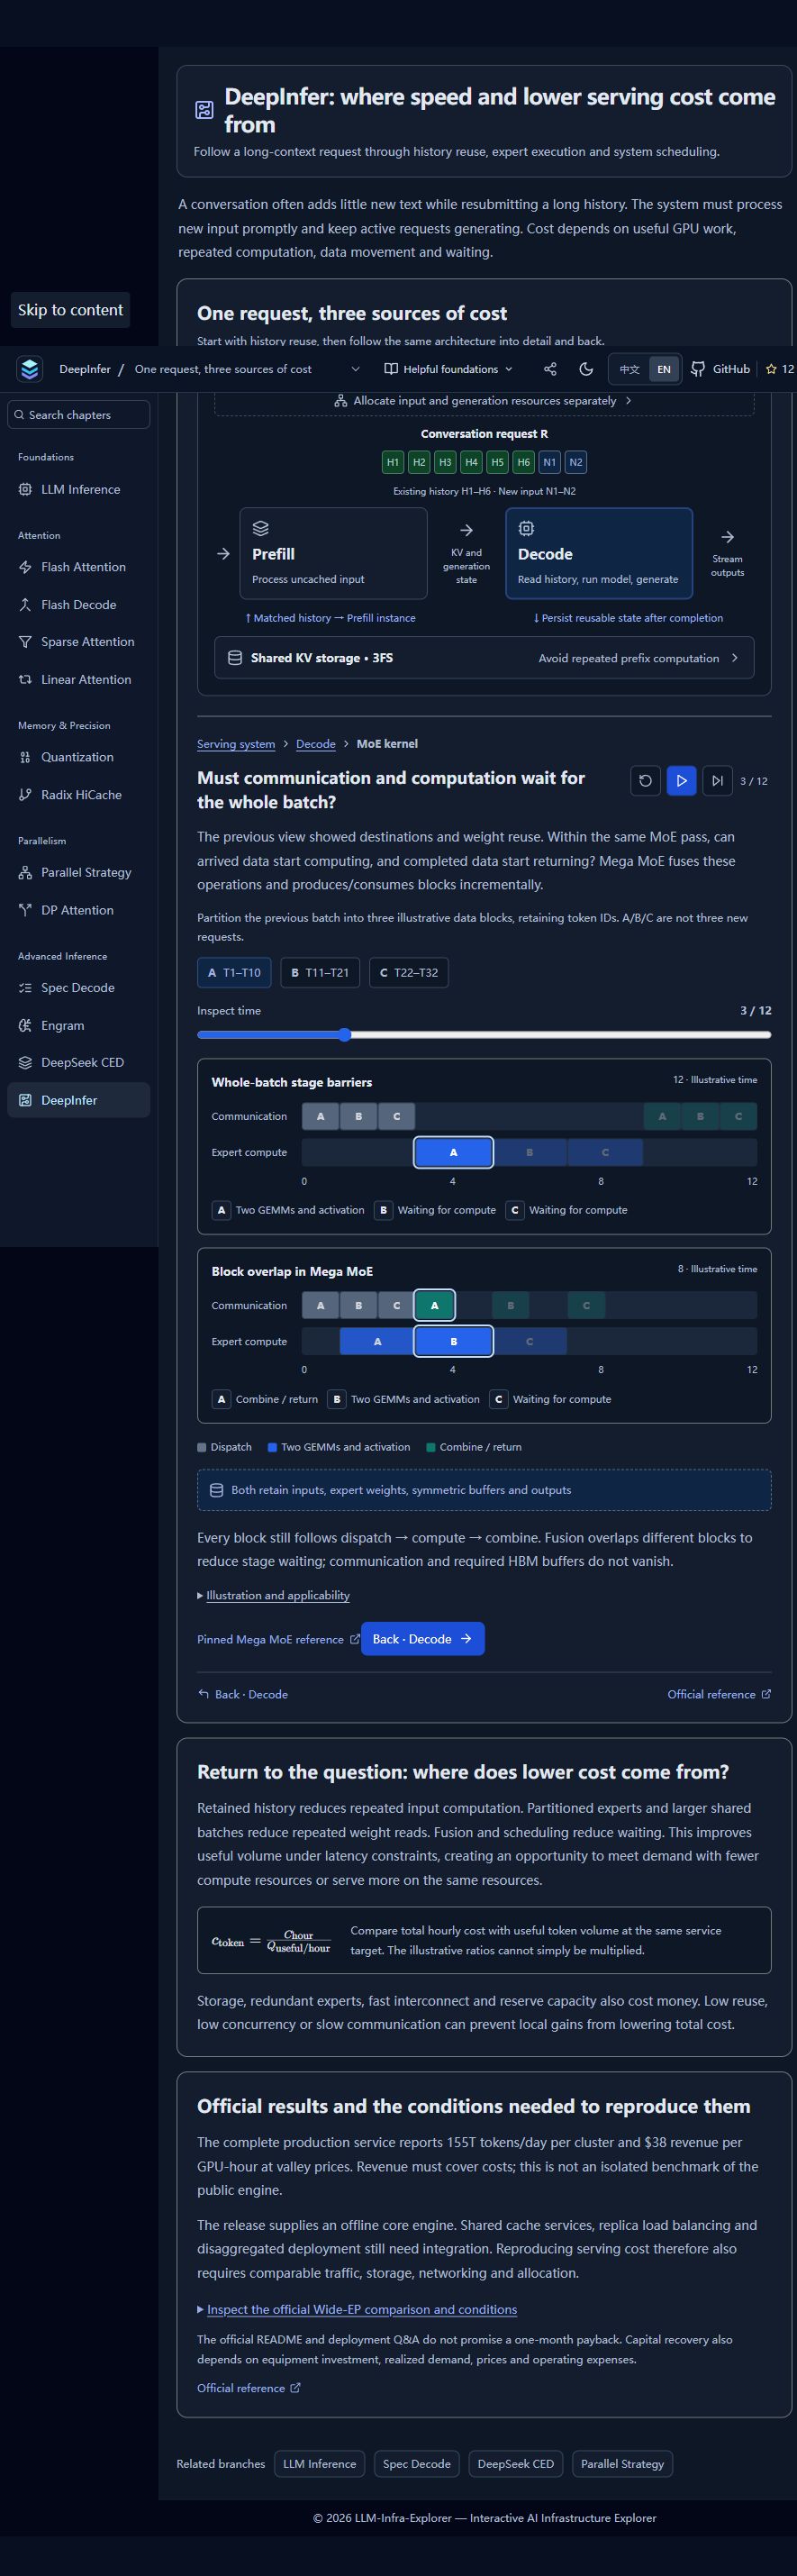 DeepInfer: where speed and lower serving cost come
from
Follow a long-context request through history reuse, expert execution and system scheduling.
A conversation often adds little new text while resubmitting a long history. The system must process
new input promptly and keep active requests generating. Cost depends on useful GPU work,
repeated computation, data movement and waiting.
Skip to content
One request, three sources of cost
Start with history reuse, then follow the same architecture into detail and back.
DeepInfer / One request, three sources of cost
Helpful foundations
中文
EN
GitHub
12
Search chapters
Foundations
LLM Inference
Attention
Flash Attention
Flash Decode
Sparse Attention
Linear Attention
Memory & Precision
Quantization
Radix HiCache
Parallelism
Parallel Strategy
DP Attention
Advanced Inference
Spec Decode
Engram
DeepSeek CED
DeepInfer
Allocate input and generation resources separately
Conversation request R
H1 H2 H3 H4 H5 H6 N1 N2
Existing history H1–H6 · New input N1–N2
Prefill
Process uncached input
KV and
generation
state
Decode
Read history, run model, generate
Stream
outputs
↑ Matched history → Prefill instance
↓ Persist reusable state after completion
Shared KV storage • 3FS
Avoid repeated prefix computation
Serving system > Decode > MoE kernel
Must communication and computation wait for
the whole batch?
3 / 12
The previous view showed destinations and weight reuse. Within the same MoE pass, can
arrived data start computing, and completed data start returning? Mega MoE fuses these
operations and produces/consumes blocks incrementally.
Partition the previous batch into three illustrative data blocks, retaining token IDs. A/B/C are not three new
requests.
A T1–T10
B T11–T21
C T22–T32
Inspect time
3 / 12
Whole-batch stage barriers
12 · Illustrative time
Communication
A B C A B C
Expert compute
A B C
0 4 8 12
A Two GEMMs and activation B Waiting for compute C Waiting for compute
Block overlap in Mega MoE
8 · Illustrative time
Communication
A B C A B C
Expert compute
A B C
0 4 8 12
A Combine / return B Two GEMMs and activation C Waiting for compute
Dispatch
Two GEMMs and activation
Combine / return
Both retain inputs, expert weights, symmetric buffers and outputs
Every block still follows dispatch → compute → combine. Fusion overlaps different blocks to
reduce stage waiting; communication and required HBM buffers do not vanish.
Illustration and applicability
Pinned Mega MoE reference
Back · Decode
Back · Decode
Official reference
Return to the question: where does lower cost come from?
Retained history reduces repeated input computation. Partitioned experts and larger shared
batches reduce repeated weight reads. Fusion and scheduling reduce waiting. This improves
useful volume under latency constraints, creating an opportunity to meet demand with fewer
compute resources or serve more on the same resources.
c_token = C_hour / Q_useful/hour
Compare total hourly cost with useful token volume at the same service
target. The illustrative ratios cannot simply be multiplied.
Storage, redundant experts, fast interconnect and reserve capacity also cost money. Low reuse,
low concurrency or slow communication can prevent local gains from lowering total cost.
Official results and the conditions needed to reproduce them
The complete production service reports 155T tokens/day per cluster and $38 revenue per
GPU-hour at valley prices. Revenue must cover costs; this is not an isolated benchmark of the
public engine.
The release supplies an offline core engine. Shared cache services, replica load balancing and
disaggregated deployment still need integration. Reproducing serving cost therefore also
requires comparable traffic, storage, networking and allocation.
Inspect the official Wide-EP comparison and conditions
The official README and deployment Q&A do not promise a one-month payback. Capital recovery also
depends on equipment investment, realized demand, prices and operating expenses.
Official reference
Related branches
LLM Inference
Spec Decode
DeepSeek CED
Parallel Strategy
© 2026 LLM-Infra-Explorer — Interactive AI Infrastructure Explorer